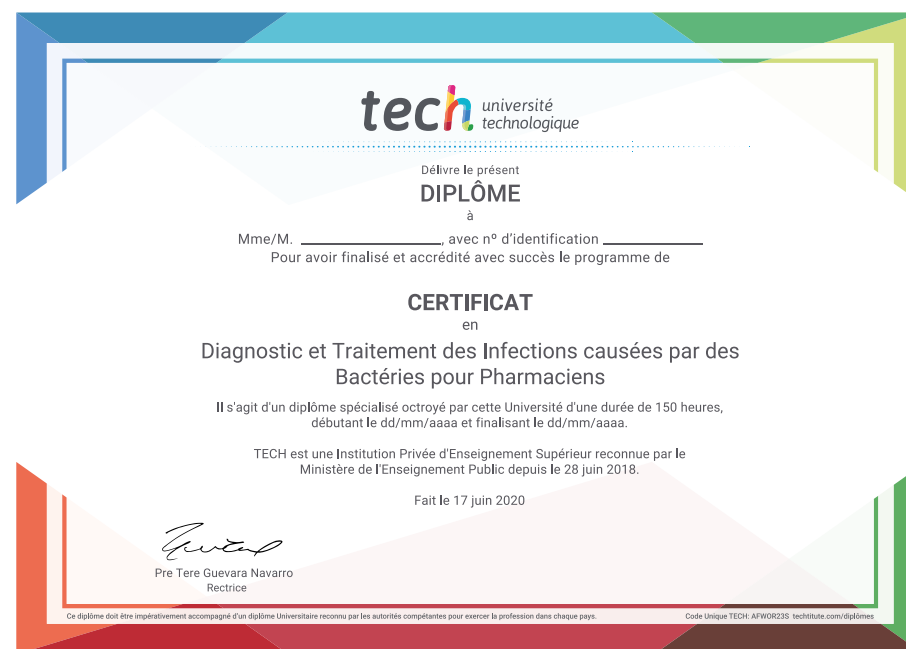 tech université
technologique
Délivre le présent
DIPLÔME
à
Mme/M. ____________________, avec nº d'identification ______________
Pour avoir finalisé et accrédité avec succès le programme de
CERTIFICAT
en
Diagnostic et Traitement des Infections causées par des
Bactéries pour Pharmaciens
Il s'agit d'un diplôme spécialisé octroyé par cette Université d'une durée de 150 heures,
débutant le dd/mm/aaaa et finalisant le dd/mm/aaaa.
TECH est une Institution Privée d'Enseignement Supérieur reconnue par le
Ministère de l'Enseignement Public depuis le 28 juin 2018.
Fait le 17 juin 2020
Pre Tere Guevara Navarro
Rectrice
Ce diplôme doit être impérativement accompagné d'un diplôme Universitaire reconnu par les autorités compétentes pour exercer la profession dans chaque pays.
Code Unique TECH: AFWOR23S techtitute.com/diplômes